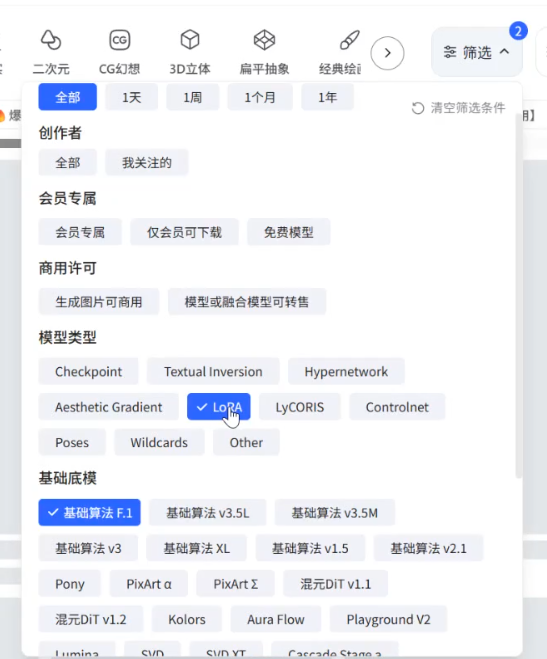 2
二次元 CG幻想 3D立体 扁平抽象 经典绘 筛选
全部 1天 1周 1个月 1年
清空筛选条件
爆
用】
创作者
全部 我关注的
会员专属
会员专属 仅会员可下载 免费模型
商用许可
生成图片可商用 模型或融合模型可转售
模型类型
Checkpoint Textual Inversion Hypernetwork
Aesthetic Gradient LoRA LyCORIS Controlnet
Poses Wildcards Other
基础底模
基础算法 F.1 基础算法 v3.5L 基础算法 v3.5M
基础算法 v3 基础算法 XL 基础算法 v1.5 基础算法 v2.1
Pony PixArt α PixArt Σ 混元DiT v1.1
混元DiT v1.2 Kolors Aura Flow Playground V2
Lumina SVD SVD XT Cascade Stage a